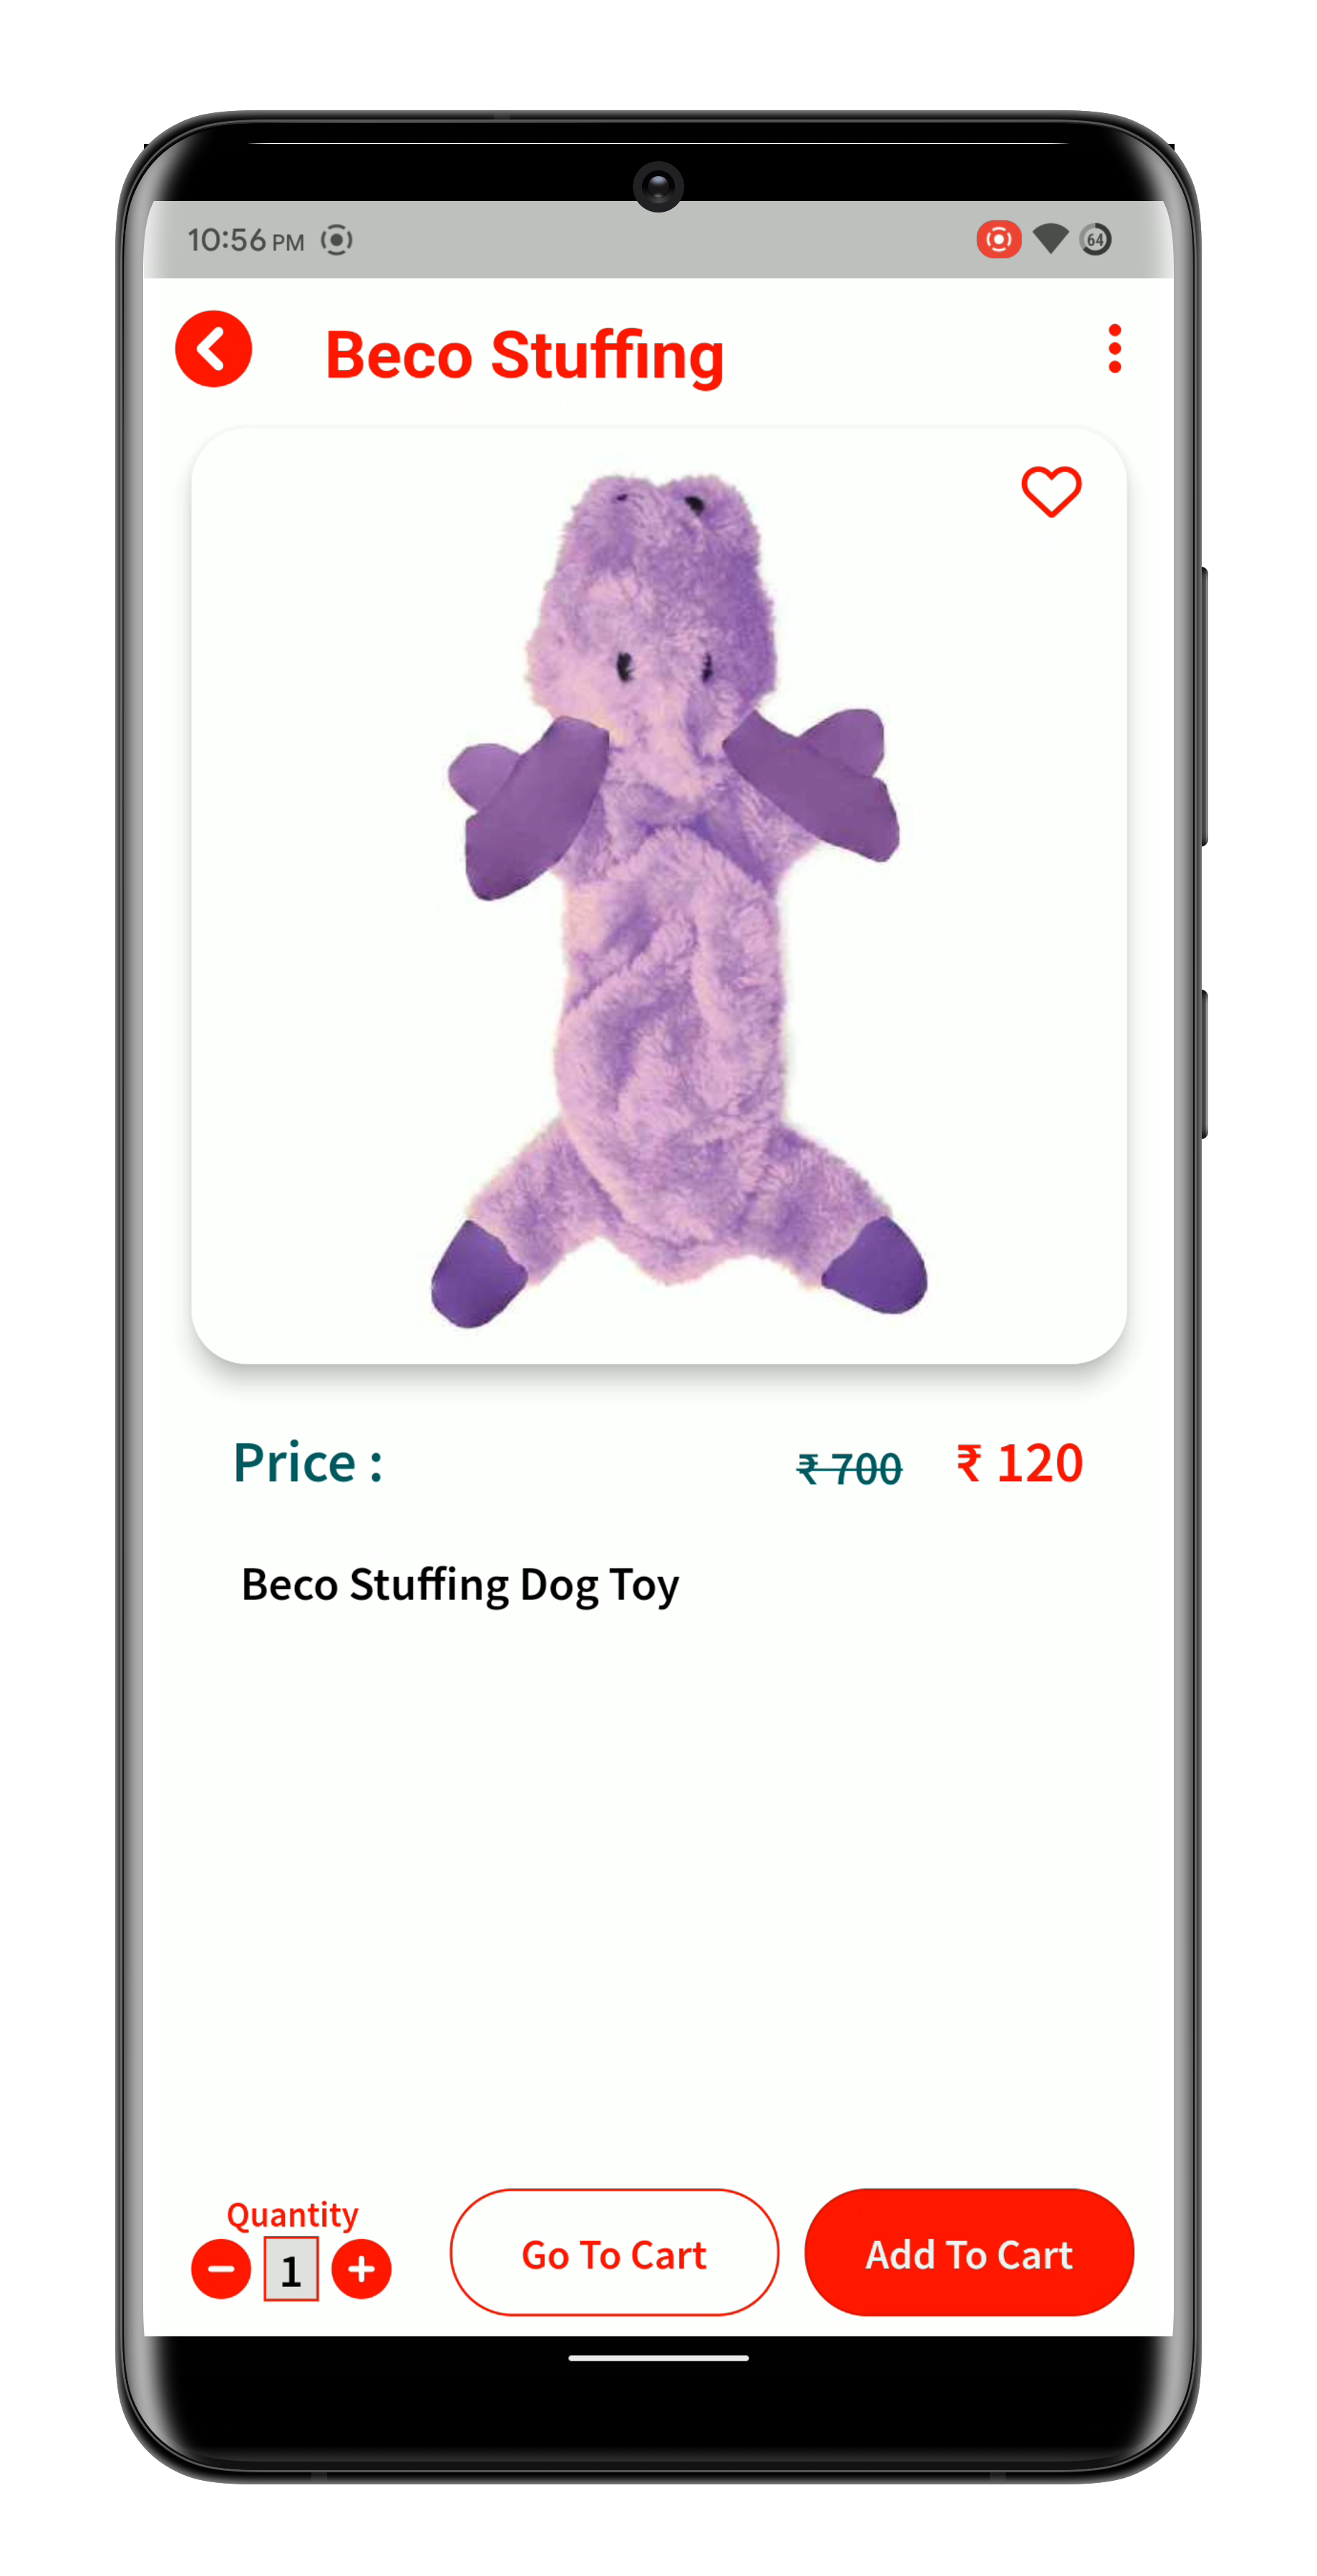 10:56 PM
64
Beco Stuffing
Price : ₹ 700 ₹ 120
Beco Stuffing Dog Toy
Quantity
1
Go To Cart
Add To Cart